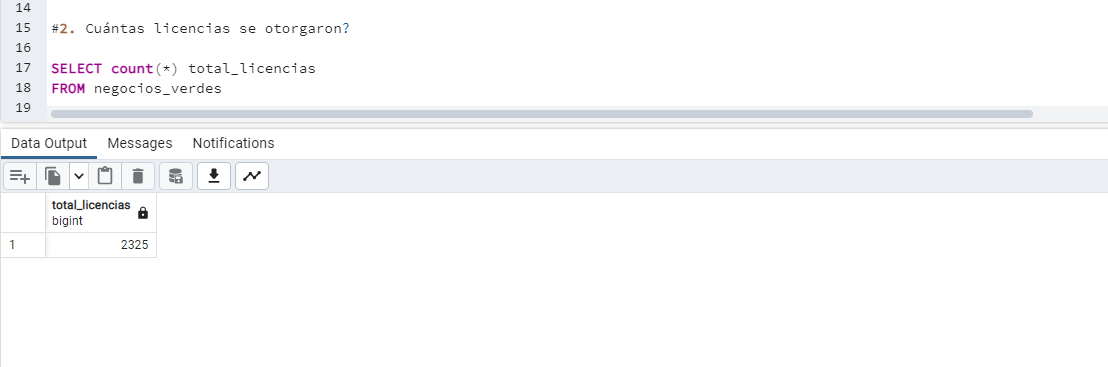 14
15 #2. Cuántas licencias se otorgaron?
16
17 SELECT count(*) total_licencias
18 FROM negocios_verdes
19
Data Output Messages Notifications
total_licencias
bigint
1 2325